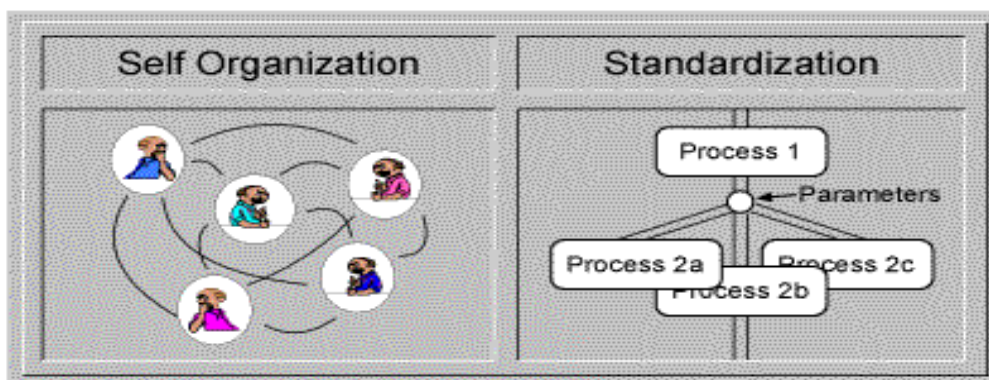 Self Organization
Standardization
Process 1
Parameters
Process 2a
Process 2c
Process 2b